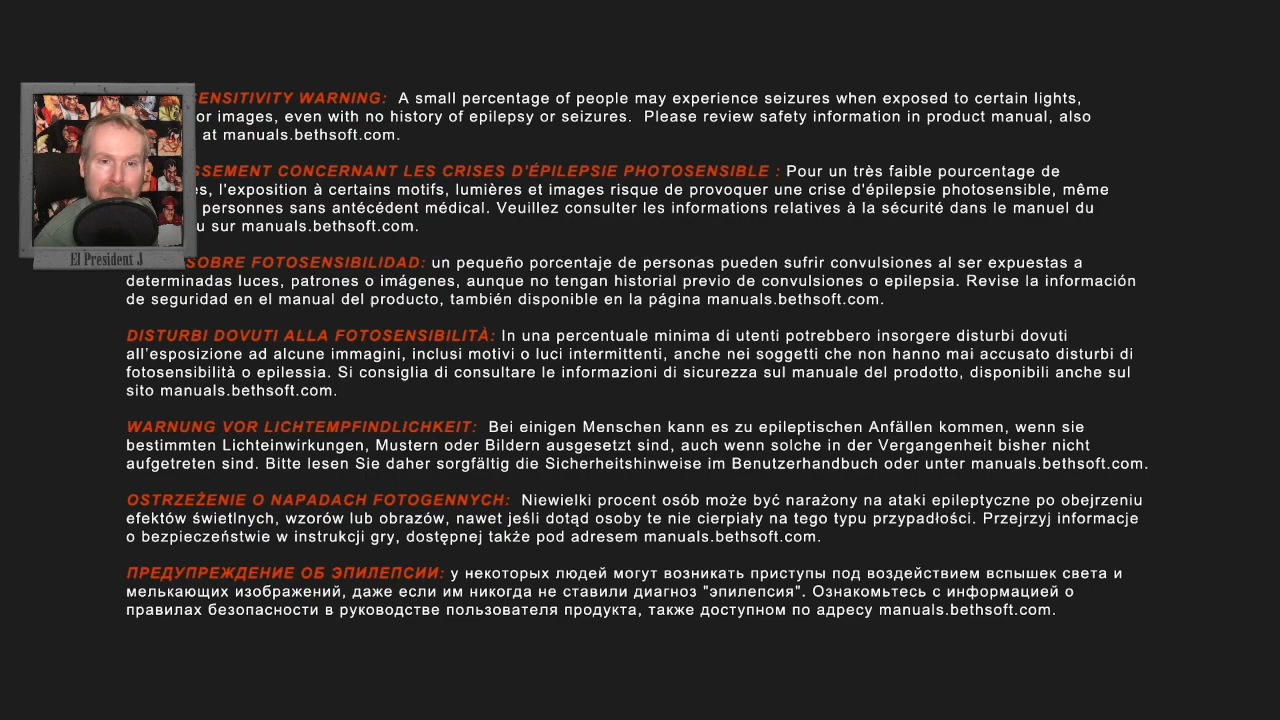 SENSITIVITY WARNING: A small percentage of people may experience seizures when exposed to certain lights,
or images, even with no history of epilepsy or seizures. Please review safety information in product manual, also
at manuals.bethsoft.com.
SSEMENT CONCERNANT LES CRISES D'ÉPILEPSIE PHOTOSENSIBLE : Pour un très faible pourcentage de
s, l'exposition à certains motifs, lumières et images risque de provoquer une crise d'épilepsie photosensible, même
personnes sans antécédent médical. Veuillez consulter les informations relatives à la sécurité dans le manuel du
u sur manuals.bethsoft.com.
El President J
SOBRE FOTOSENSIBILIDAD: un pequeño porcentaje de personas pueden sufrir convulsiones al ser expuestas a
determinadas luces, patrones o imágenes, aunque no tengan historial previo de convulsiones o epilepsia. Revise la información
de seguridad en el manual del producto, también disponible en la página manuals.bethsoft.com.
DISTURBI DOVUTI ALLA FOTOSENSIBILITÀ: In una percentuale minima di utenti potrebbero insorgere disturbi dovuti
all'esposizione ad alcune immagini, inclusi motivi o luci intermittenti, anche nei soggetti che non hanno mai accusato disturbi di
fotosensibilità o epilessia. Si consiglia di consultare le informazioni di sicurezza sul manuale del prodotto, disponibili anche sul
sito manuals.bethsoft.com.
WARNUNG VOR LICHTEMPFINDLICHKEIT: Bei einigen Menschen kann es zu epileptischen Anfällen kommen, wenn sie
bestimmten Lichteinwirkungen, Mustern oder Bildern ausgesetzt sind, auch wenn solche in der Vergangenheit bisher nicht
aufgetreten sind. Bitte lesen Sie daher sorgfältig die Sicherheitshinweise im Benutzerhandbuch oder unter manuals.bethsoft.com.
OSTRZEŻENIE O NAPADACH FOTOGENNYCH: Niewielki procent osób może być narażony na ataki epileptyczne po obejrzeniu
efektów świetlnych, wzorów lub obrazów, nawet jeśli dotąd osoby te nie cierpiały na tego typu przypadłości. Przejrzyj informacje
o bezpieczeństwie w instrukcji gry, dostępnej także pod adresem manuals.bethsoft.com.
ПРЕДУПРЕЖДЕНИЕ ОБ ЭПИЛЕПСИИ: у некоторых людей могут возникать приступы под воздействием вспышек света и
мелькающих изображений, даже если им никогда не ставили диагноз "эпилепсия". Ознакомьтесь с информацией о
правилах безопасности в руководстве пользователя продукта, также доступном по адресу manuals.bethsoft.com.